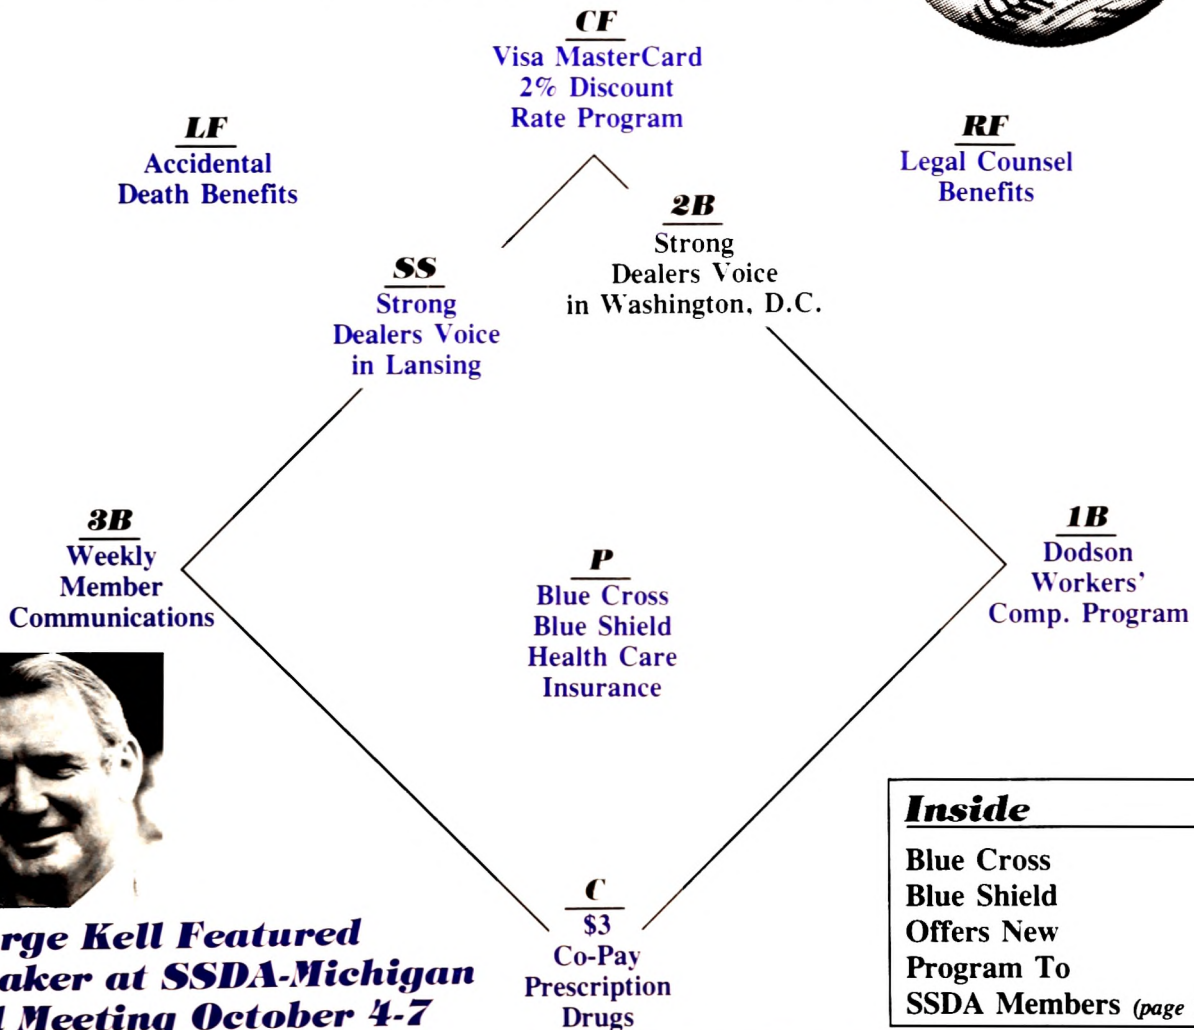 CF
Visa MasterCard
2% Discount
Rate Program
LF
Accidental
Death Benefits
RF
Legal Counsel
Benefits
2B
Strong
Dealers Voice
in Washington, D.C.
SS
Strong
Dealers Voice
in Lansing
3B
Weekly
Member
Communications
P
Blue Cross
Blue Shield
Health Care
Insurance
1B
Dodson
Workers'
Comp. Program
rge Kell Featured
aker at SSDA-Michigan
Meeting October 4-7
C
$3
Co-Pay
Prescription
Drugs
Inside
Blue Cross
Blue Shield
Offers New
Program To
SSDA Members (page